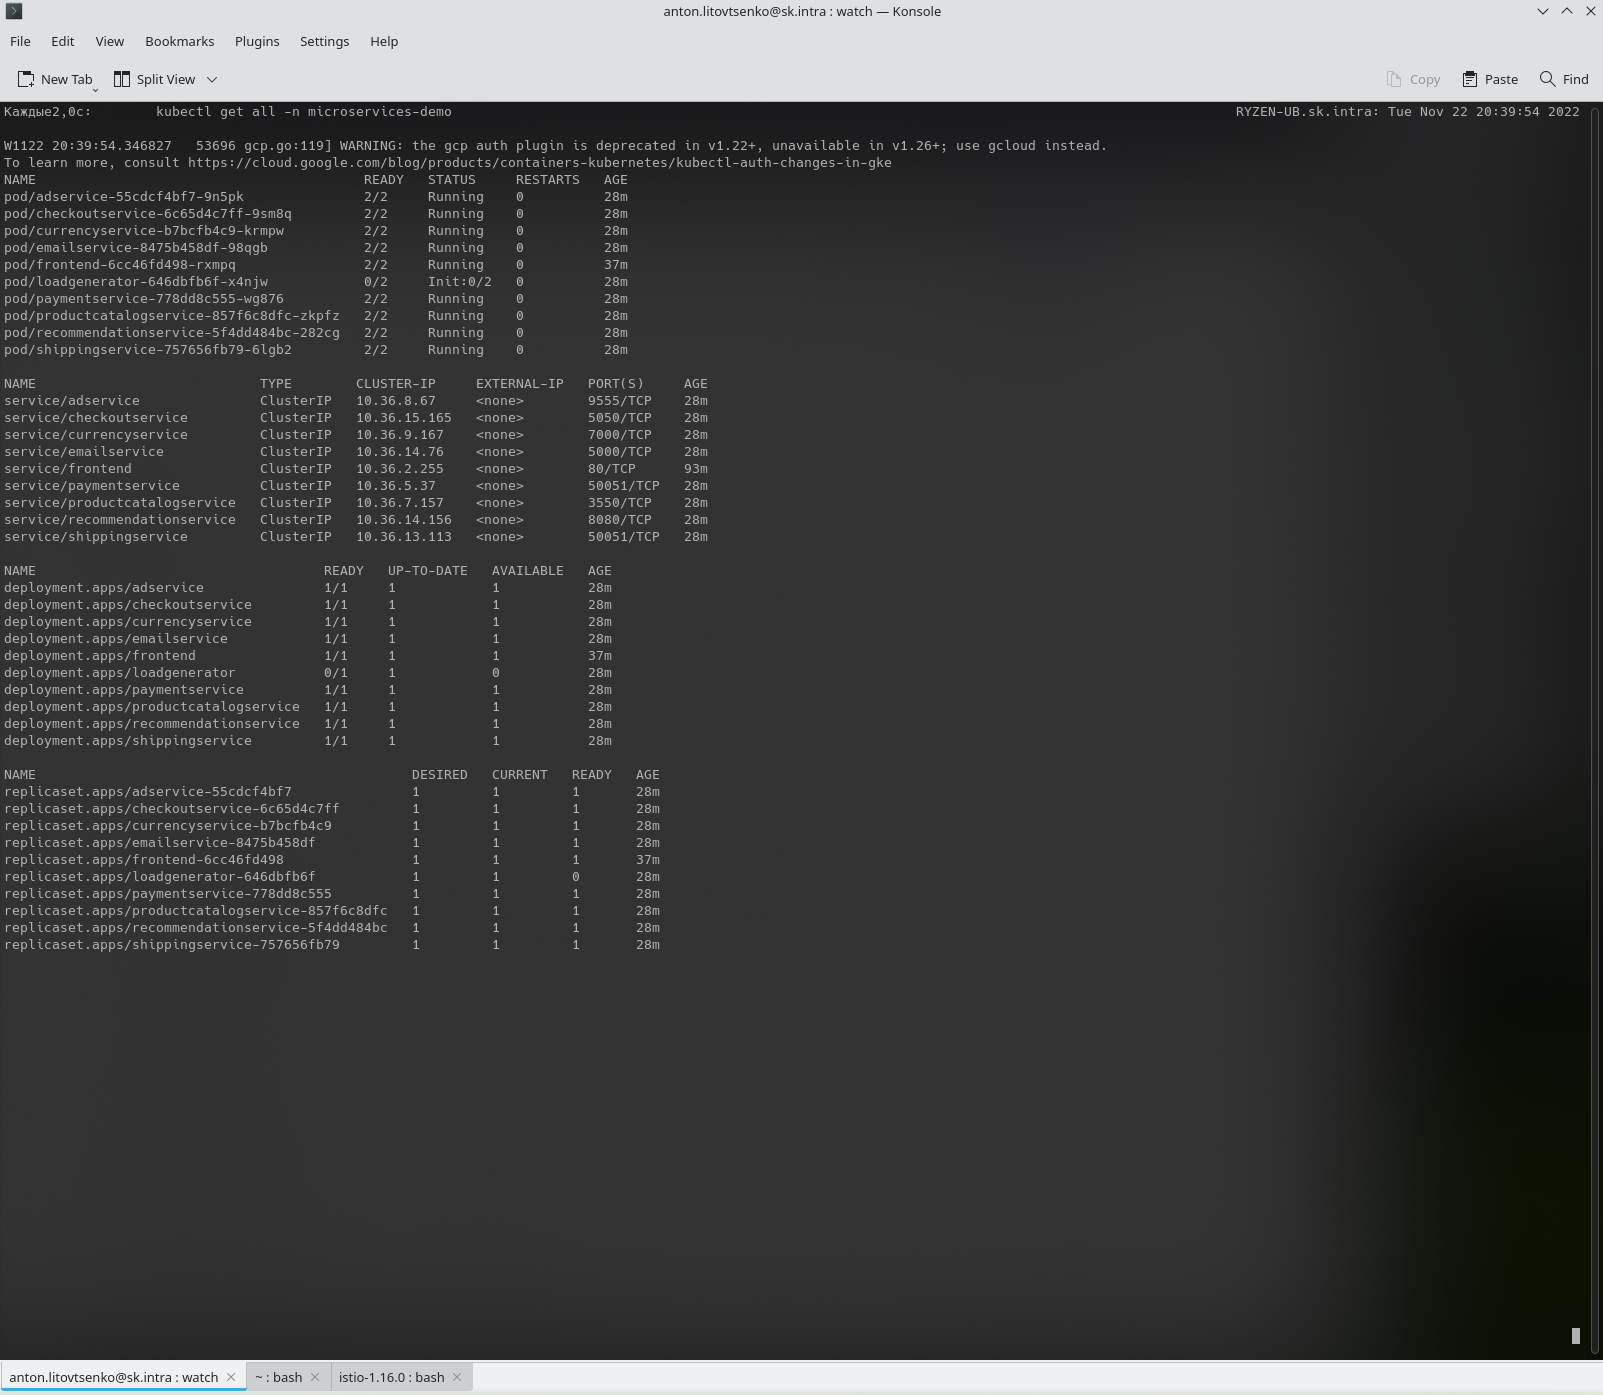 anton.litovtsenko@sk.intra : watch — Konsole
File Edit View Bookmarks Plugins Settings Help
New Tab Split View Copy Paste Find
Каждые2,0с: kubectl get all -n microservices-demo RYZEN-UB.sk.intra: Tue Nov 22 20:39:54 2022
W1122 20:39:54.346827 53696 gcp.go:119] WARNING: the gcp auth plugin is deprecated in v1.22+, unavailable in v1.26+; use gcloud instead.
To learn more, consult https://cloud.google.com/blog/products/containers-kubernetes/kubectl-auth-changes-in-gke
NAME READY STATUS RESTARTS AGE
pod/adservice-55cdcf4bf7-9n5pk 2/2 Running 0 28m
pod/checkoutservice-6c65d4c7ff-9sm8q 2/2 Running 0 28m
pod/currencyservice-b7bcfb4c9-krmpw 2/2 Running 0 28m
pod/emailservice-8475b458df-98qgb 2/2 Running 0 28m
pod/frontend-6cc46fd498-rxmpq 2/2 Running 0 37m
pod/loadgenerator-646dbfb6f-x4njw 0/2 Init:0/2 0 28m
pod/paymentservice-778dd8c555-wg876 2/2 Running 0 28m
pod/productcatalogservice-857f6c8dfc-zkpfz 2/2 Running 0 28m
pod/recommendationservice-5f4dd484bc-282cg 2/2 Running 0 28m
pod/shippingservice-757656fb79-6lgb2 2/2 Running 0 28m
NAME TYPE CLUSTER-IP EXTERNAL-IP PORT(S) AGE
service/adservice ClusterIP 10.36.8.67 <none> 9555/TCP 28m
service/checkoutservice ClusterIP 10.36.15.165 <none> 5050/TCP 28m
service/currencyservice ClusterIP 10.36.9.167 <none> 7000/TCP 28m
service/emailservice ClusterIP 10.36.14.76 <none> 5000/TCP 28m
service/frontend ClusterIP 10.36.2.255 <none> 80/TCP 93m
service/paymentservice ClusterIP 10.36.5.37 <none> 50051/TCP 28m
service/productcatalogservice ClusterIP 10.36.7.157 <none> 3550/TCP 28m
service/recommendationservice ClusterIP 10.36.14.156 <none> 8080/TCP 28m
service/shippingservice ClusterIP 10.36.13.113 <none> 50051/TCP 28m
NAME READY UP-TO-DATE AVAILABLE AGE
deployment.apps/adservice 1/1 1 1 28m
deployment.apps/checkoutservice 1/1 1 1 28m
deployment.apps/currencyservice 1/1 1 1 28m
deployment.apps/emailservice 1/1 1 1 28m
deployment.apps/frontend 1/1 1 1 37m
deployment.apps/loadgenerator 0/1 1 0 28m
deployment.apps/paymentservice 1/1 1 1 28m
deployment.apps/productcatalogservice 1/1 1 1 28m
deployment.apps/recommendationservice 1/1 1 1 28m
deployment.apps/shippingservice 1/1 1 1 28m
NAME DESIRED CURRENT READY AGE
replicaset.apps/adservice-55cdcf4bf7 1 1 1 28m
replicaset.apps/checkoutservice-6c65d4c7ff 1 1 1 28m
replicaset.apps/currencyservice-b7bcfb4c9 1 1 1 28m
replicaset.apps/emailservice-8475b458df 1 1 1 28m
replicaset.apps/frontend-6cc46fd498 1 1 1 37m
replicaset.apps/loadgenerator-646dbfb6f 1 1 0 28m
replicaset.apps/paymentservice-778dd8c555 1 1 1 28m
replicaset.apps/productcatalogservice-857f6c8dfc 1 1 1 28m
replicaset.apps/recommendationservice-5f4dd484bc 1 1 1 28m
replicaset.apps/shippingservice-757656fb79 1 1 1 28m
anton.litovtsenko@sk.intra : watch ~ : bash istio-1.16.0 : bash